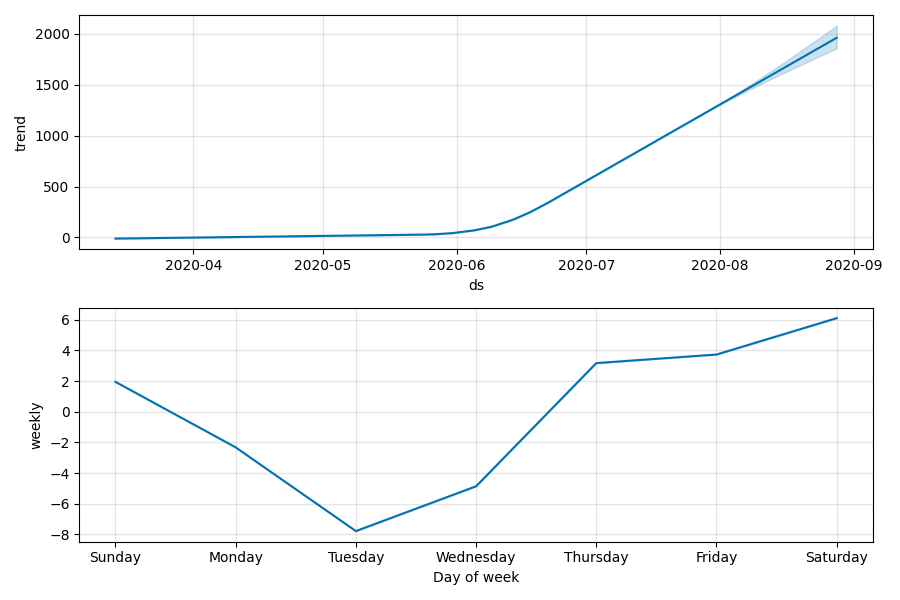 2000
1500
1000
500
0
trend
2020-04 2020-05 2020-06 2020-07 2020-08 2020-09
ds
6
4
2
0
−2
−4
−6
−8
weekly
Sunday Monday Tuesday Wednesday Thursday Friday Saturday
Day of week